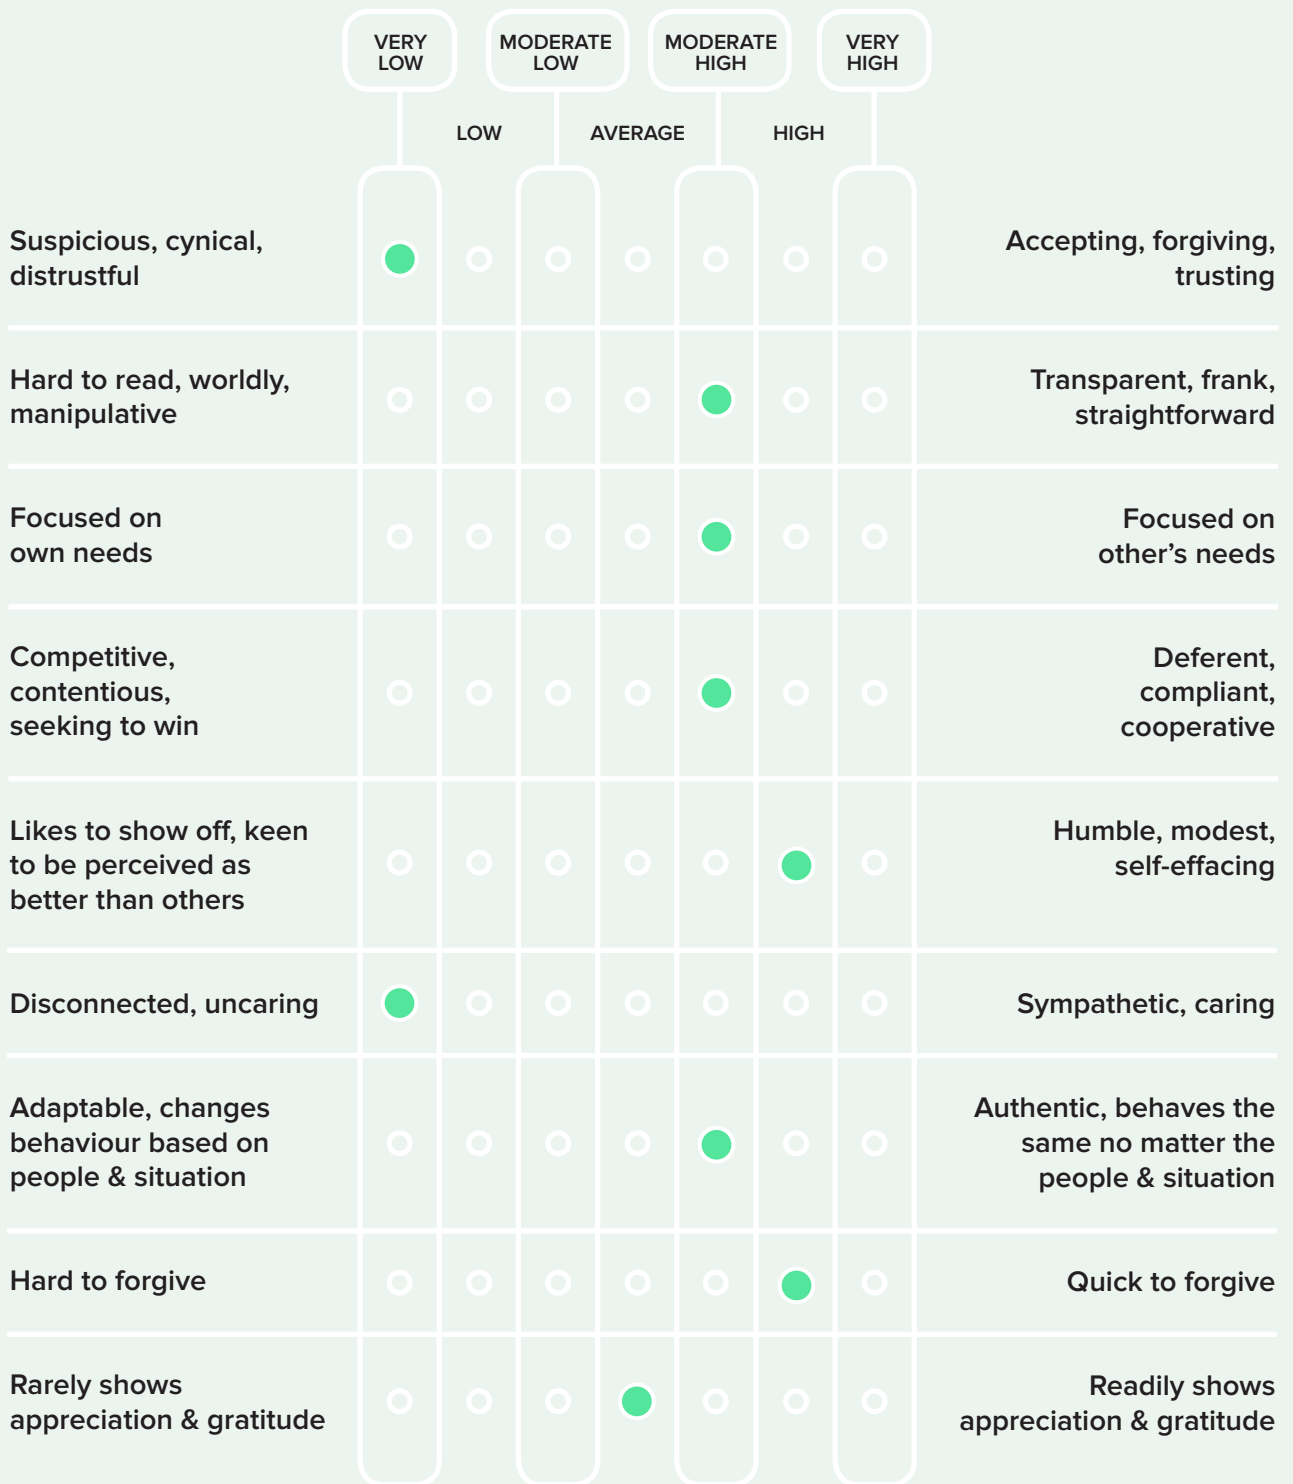 VERY
LOW
MODERATE
LOW
MODERATE
HIGH
VERY
HIGH
LOW
AVERAGE
HIGH
Suspicious, cynical,
distrustful
Accepting, forgiving,
trusting
Hard to read, worldly,
manipulative
Transparent, frank,
straightforward
Focused on
own needs
Focused on
other’s needs
Competitive,
contentious,
seeking to win
Deferent,
compliant,
cooperative
Likes to show off, keen
to be perceived as
better than others
Humble, modest,
self-effacing
Disconnected, uncaring
Sympathetic, caring
Adaptable, changes
behaviour based on
people & situation
Authentic, behaves the
same no matter the
people & situation
Hard to forgive
Quick to forgive
Rarely shows
appreciation & gratitude
Readily shows
appreciation & gratitude